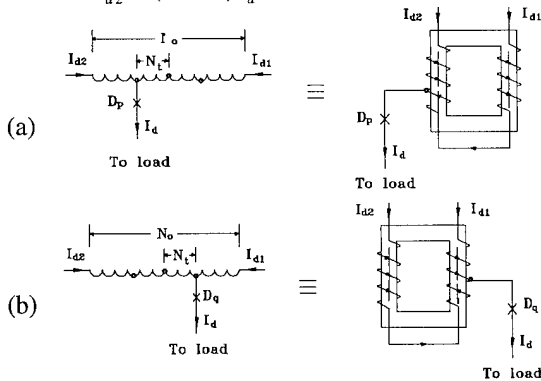 I_o
I_d2 N_t I_d1
D_p
I_d
To load
(a)
≡
I_d2 I_d1
D_p
I_d
To load
N_o
I_d2 N_t I_d1
D_q
I_d
To load
(b)
≡
I_d2 I_d1
D_q
I_d
To load